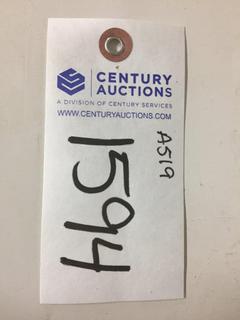 CENTURY
AUCTIONS
A DIVISION OF CENTURY SERVICES
WWW.CENTURYAUCTIONS.COM
A519
1594